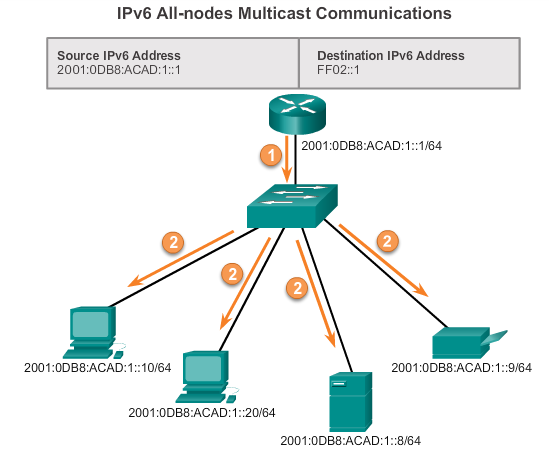 IPv6 All-nodes Multicast Communications
Source IPv6 Address
2001:0DB8:ACAD:1::1
Destination IPv6 Address
FF02::1
2001:0DB8:ACAD:1::1/64
1
2
2
2
2
2001:0DB8:ACAD:1::10/64
2001:0DB8:ACAD:1::20/64
2001:0DB8:ACAD:1::8/64
2001:0DB8:ACAD:1::9/64